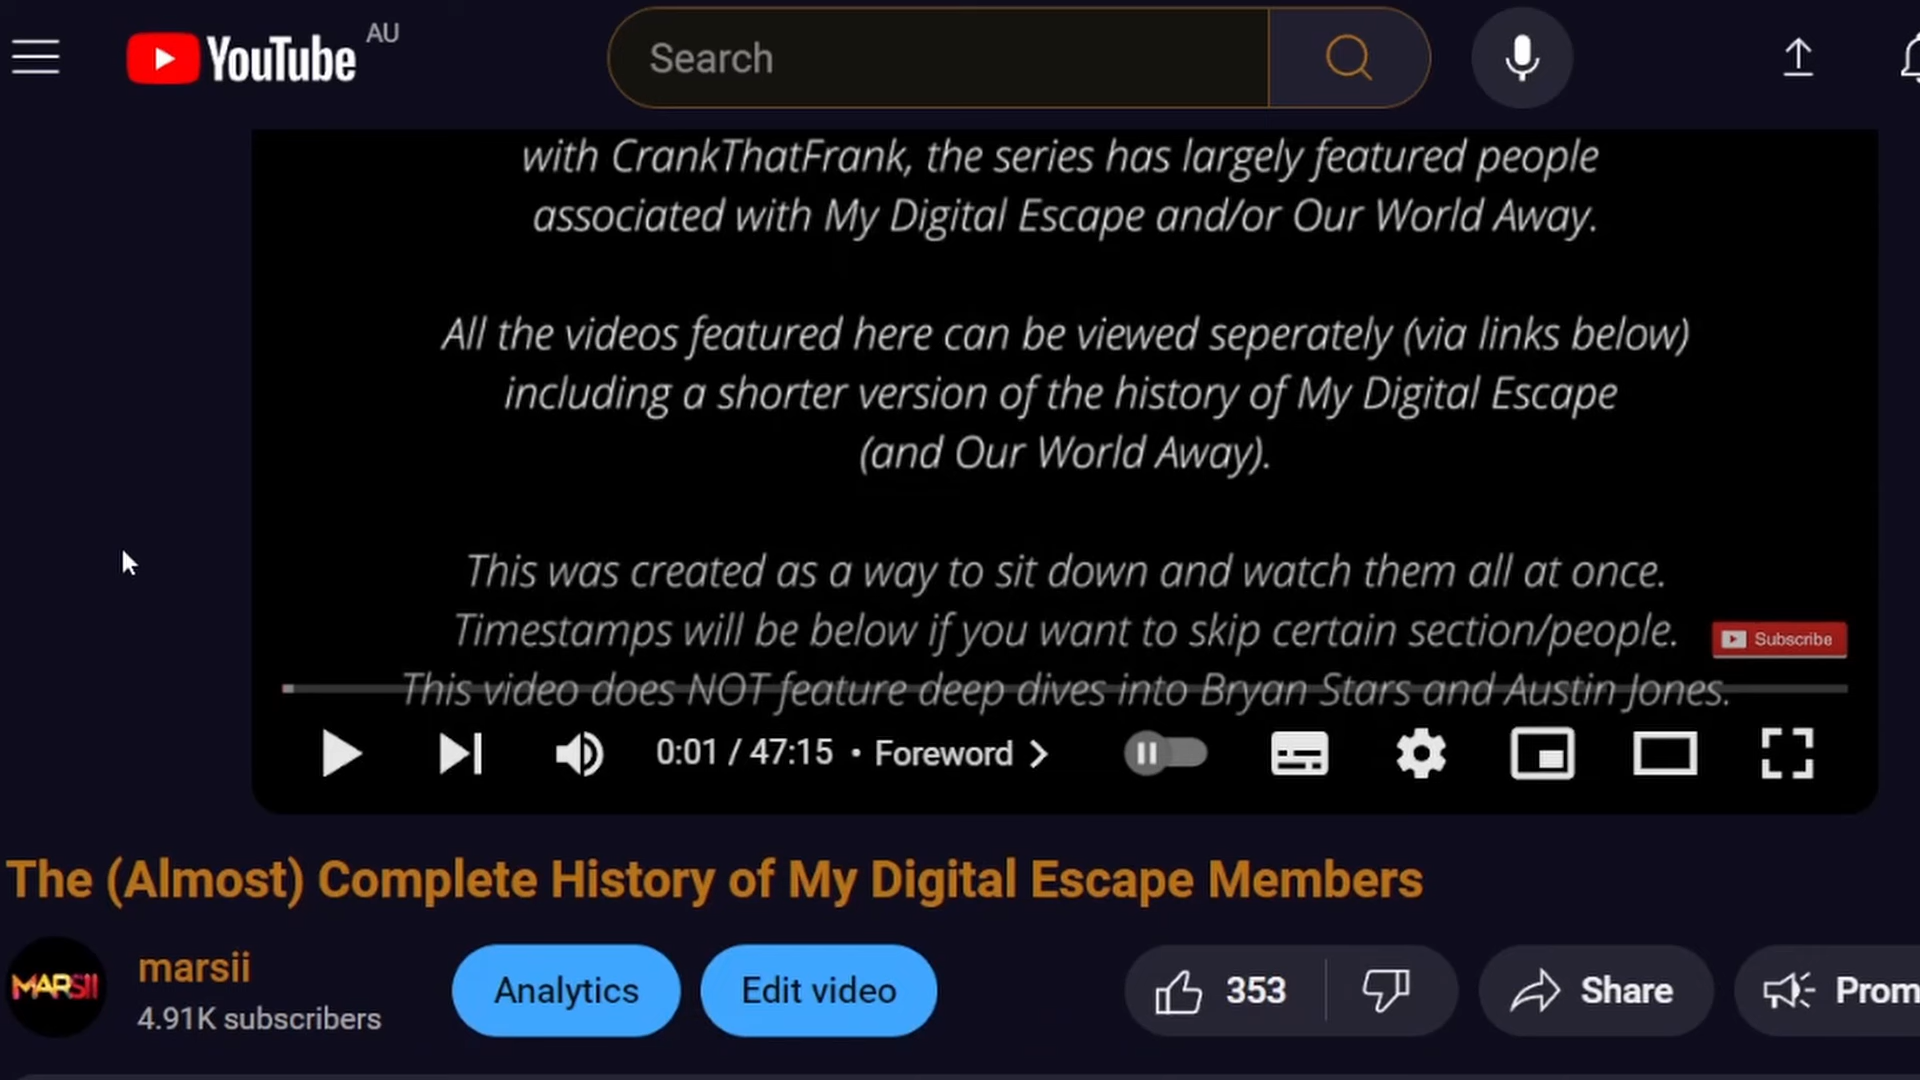 YouTube AU
Search
with CrankThatFrank, the series has largely featured people
associated with My Digital Escape and/or Our World Away.
All the videos featured here can be viewed seperately (via links below)
including a shorter version of the history of My Digital Escape
(and Our World Away).
This was created as a way to sit down and watch them all at once.
Timestamps will be below if you want to skip certain section/people.
Subscribe
This video does NOT feature deep dives into Bryan Stars and Austin Jones.
0:01 / 47:15 • Foreword
The (Almost) Complete History of My Digital Escape Members
MARSII
marsii
4.91K subscribers
Analytics
Edit video
353
Share
Prom